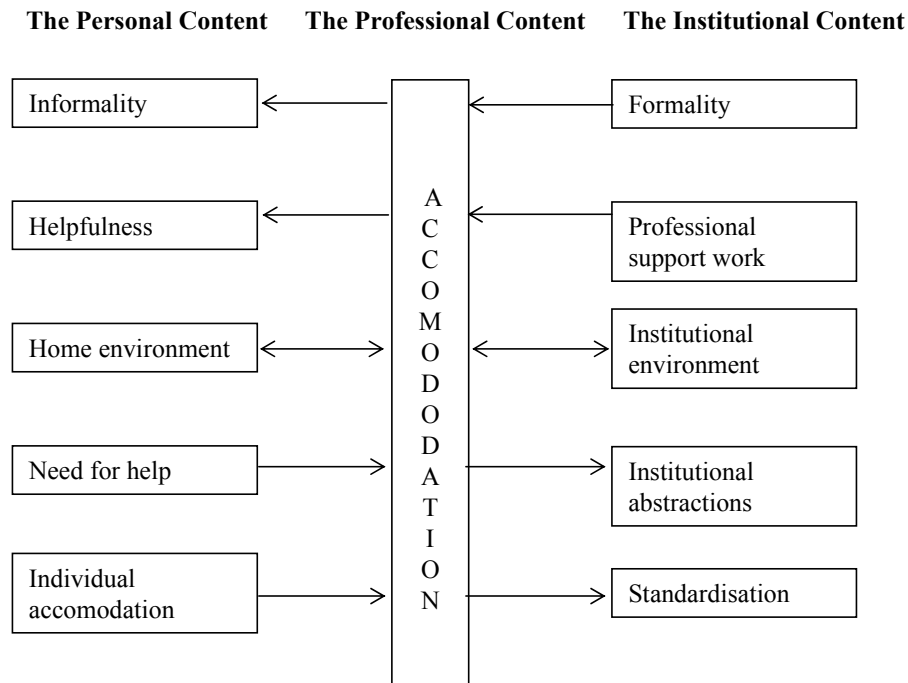 The Personal Content
The Professional Content
The Institutional Content
Informality
Formality
Helpfulness
Professional
support work
Home environment
Institutional
environment
Need for help
Institutional
abstractions
Individual
accomodation
Standardisation
ACCOMODODATION